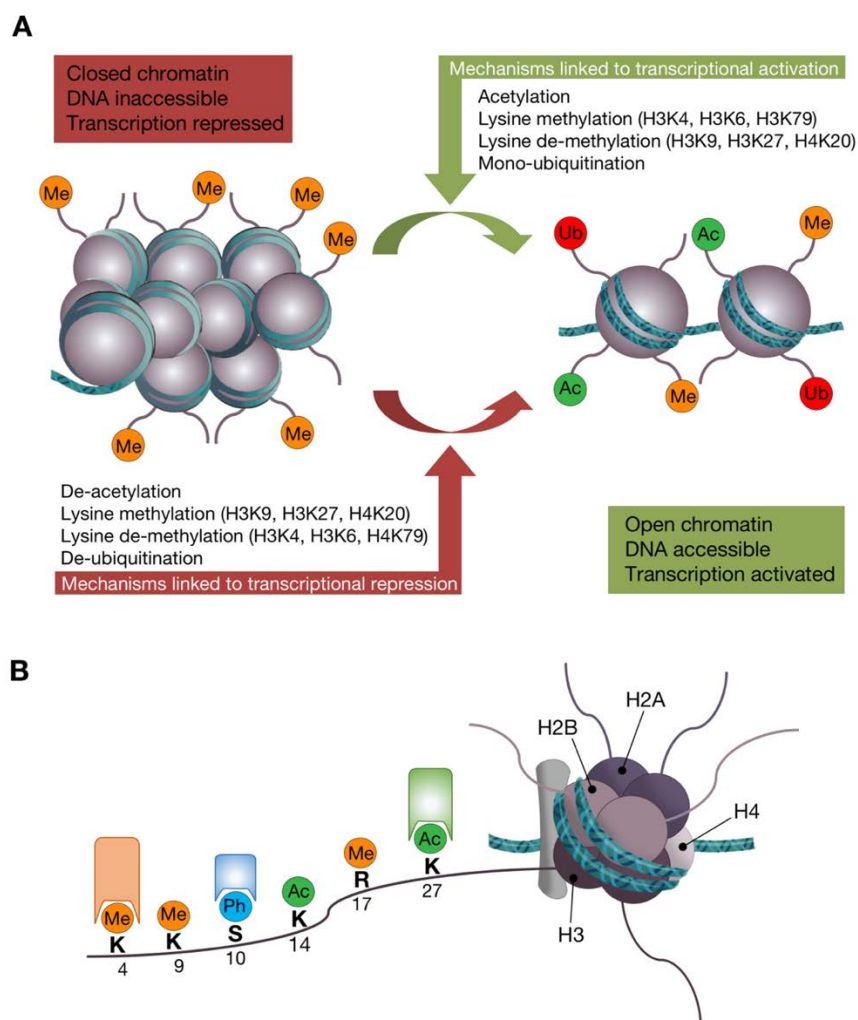 A
Closed chromatin
DNA inaccessible
Transcription repressed
Mechanisms linked to transcriptional activation
Acetylation
Lysine methylation (H3K4, H3K6, H3K79)
Lysine de-methylation (H3K9, H3K27, H4K20)
Mono-ubiquitination
Me
Me
Me
Me
Me
Me
Ub
Ac
Me
Ac
Me
Ub
De-acetylation
Lysine methylation (H3K9, H3K27, H4K20)
Lysine de-methylation (H3K4, H3K6, H4K79)
De-ubiquitination
Mechanisms linked to transcriptional repression
Open chromatin
DNA accessible
Transcription activated
B
H2A
H2B
H4
H3
Me
K
4
Me
K
9
Ph
S
10
Ac
K
14
Me
R
17
Ac
K
27